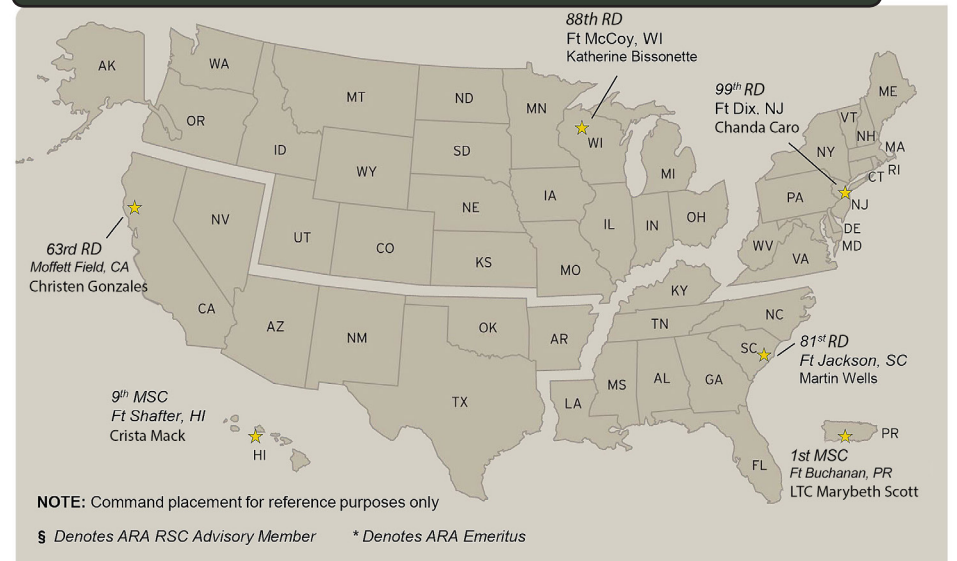 88th RD
Ft McCoy, WI
Katherine Bissonette
99th RD
Ft Dix, NJ
Chanda Caro
AK
WA
MT
ND
MN
ME
VT
NH
OR
ID
WY
SD
WI
MI
NY
MA
RI
CT
NV
UT
CO
NE
IA
IL
IN
OH
PA
NJ
DE
MD
63rd RD
Moffett Field, CA
Christen Gonzales
KS
MO
WV
VA
CA
AZ
NM
OK
AR
KY
TN
NC
SC
81st RD
Ft Jackson, SC
Martin Wells
TX
LA
MS
AL
GA
FL
9th MSC
Ft Shafter, HI
Crista Mack
HI
PR
1st MSC
Ft Buchanan, PR
LTC Marybeth Scott
NOTE: Command placement for reference purposes only
§ Denotes ARA RSC Advisory Member * Denotes ARA Emeritus